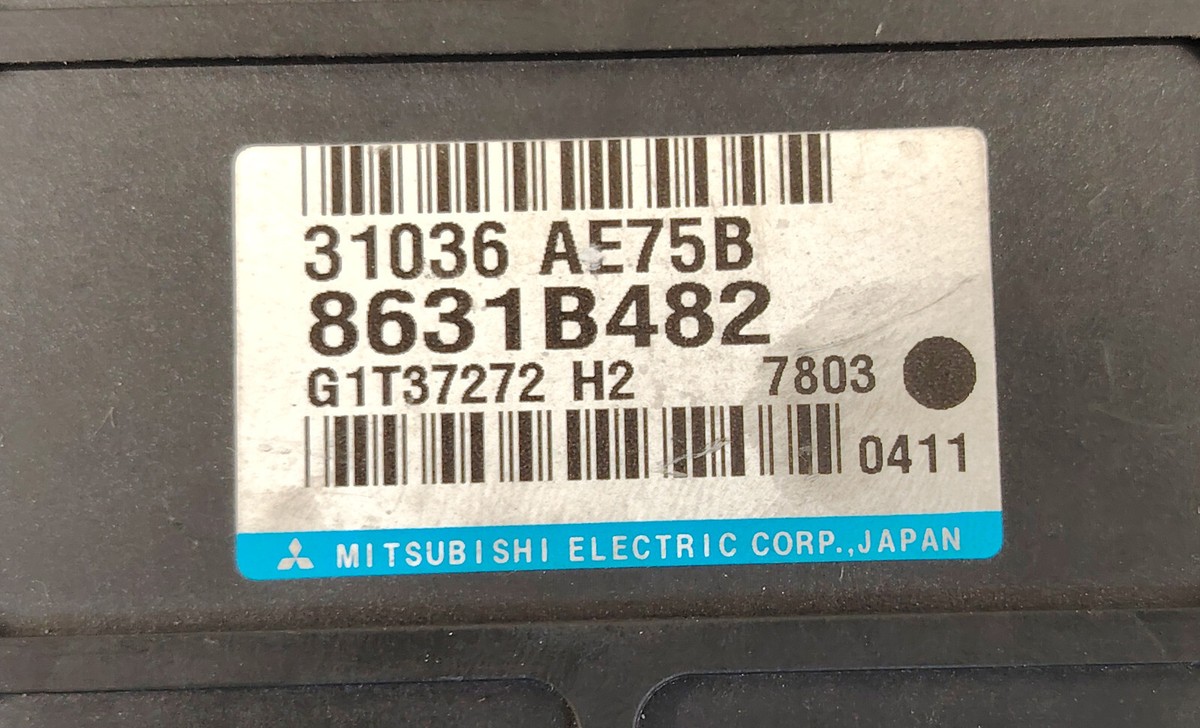 31036 AE75B
8631B482
G1T37272 H2 7803
0411
MITSUBISHI ELECTRIC CORP.,JAPAN